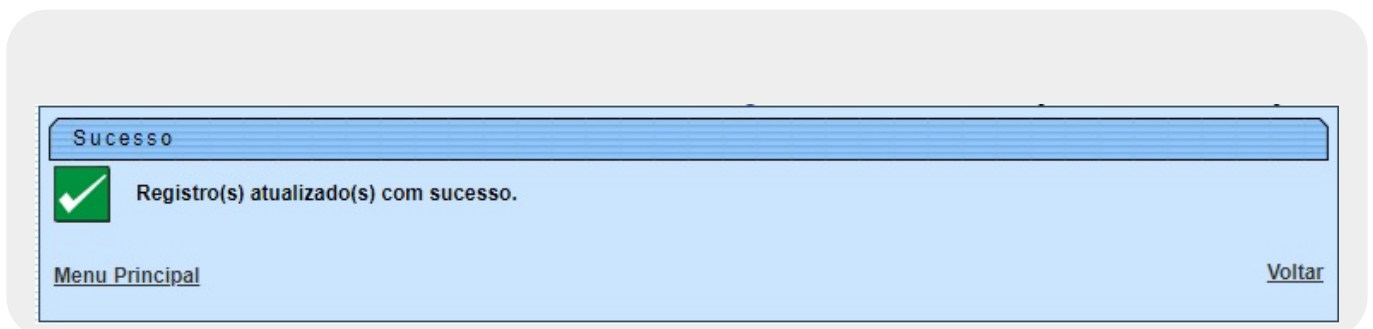 Sucesso
Registro(s) atualizado(s) com sucesso.
Menu Principal
Voltar